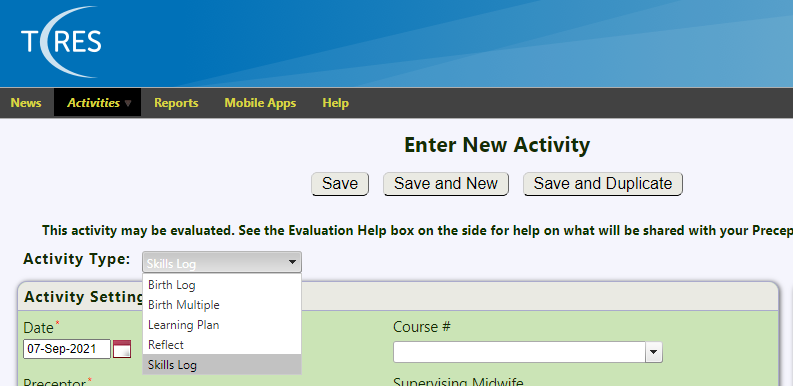 TCRES
News Activities Reports Mobile Apps Help
Enter New Activity
Save Save and New Save and Duplicate
This activity may be evaluated. See the Evaluation Help box on the side for help on what will be shared with your Precep
Activity Type: Skills Log
Birth Log
Birth Multiple
Learning Plan
Reflect
Skills Log
Activity Setting
Date* Course #
07-Sep-2021
Preceptor* Supervising Midwife